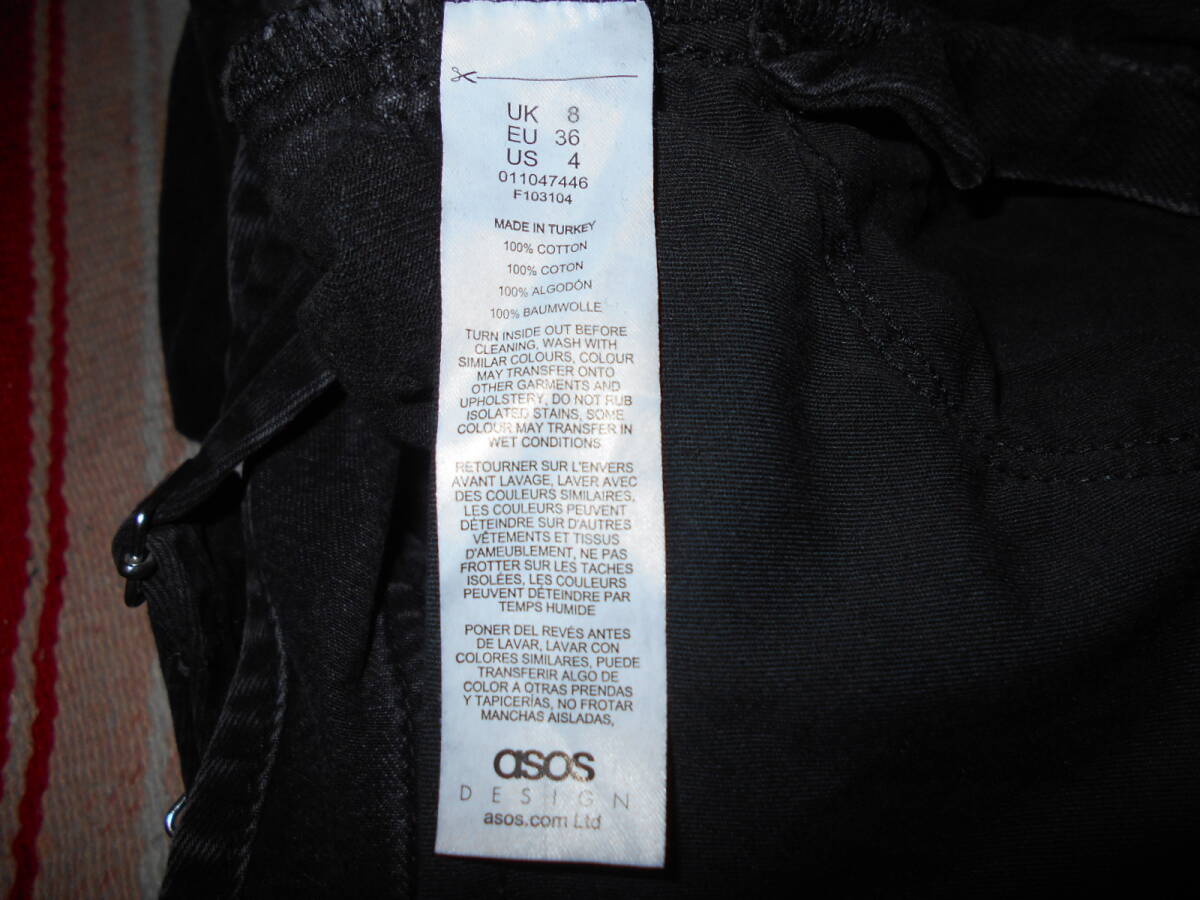 UK 8
EU 36
US 4
011047446
F103104
MADE IN TURKEY
100% COTTON
100% COTON
100% ALGODÓN
100% BAUMWOLLE
TURN INSIDE OUT BEFORE
CLEANING, WASH WITH
SIMILAR COLOURS, COLOUR
MAY TRANSFER ONTO
OTHER GARMENTS AND
UPHOLSTERY, DO NOT RUB
ISOLATED STAINS, SOME
COLOUR MAY TRANSFER IN
WET CONDITIONS
RETOURNER SUR L'ENVERS
AVANT LAVAGE, LAVER AVEC
DES COULEURS SIMILAIRES,
LES COULEURS PEUVENT
DÉTEINDRE SUR D'AUTRES
VÊTEMENTS ET TISSUS
D'AMEUBLEMENT, NE PAS
FROTTER SUR LES TACHES
ISOLÉES, LES COULEURS
PEUVENT DÉTEINDRE PAR
TEMPS HUMIDE
PONER DEL REVÉS ANTES
DE LAVAR, LAVAR CON
COLORES SIMILARES, PUEDE
TRANSFERIR ALGO DE
COLOR A OTRAS PRENDAS
Y TAPICERÍAS, NO FROTAR
MANCHAS AISLADAS,
asos
DESIGN
asos.com Ltd